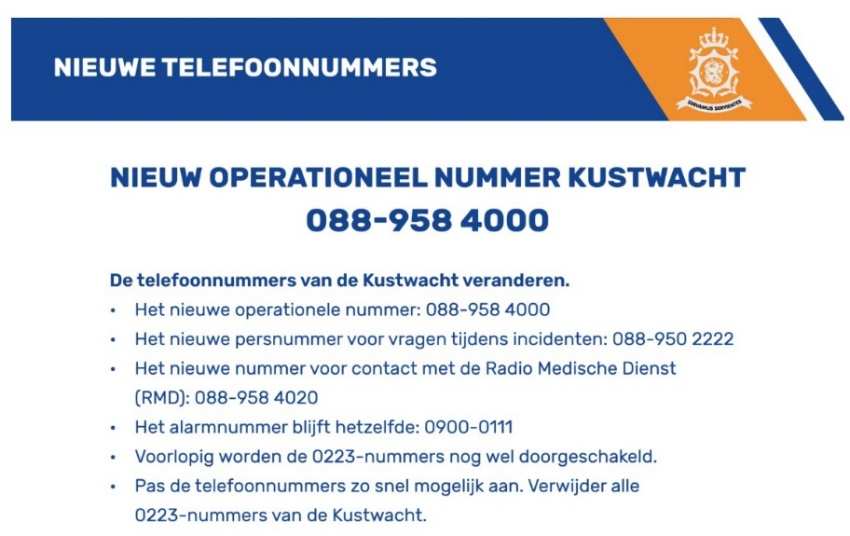 NIEUWE TELEFOONNUMMERS
SERVAMUS SERVIENTES
NIEUW OPERATIONEEL NUMMER KUSTWACHT
088-958 4000
De telefoonnummers van de Kustwacht veranderen.
• Het nieuwe operationele nummer: 088-958 4000
• Het nieuwe persnummer voor vragen tijdens incidenten: 088-950 2222
• Het nieuwe nummer voor contact met de Radio Medische Dienst
(RMD): 088-958 4020
• Het alarmnummer blijft hetzelfde: 0900-0111
• Voorlopig worden de 0223-nummers nog wel doorgeschakeld.
• Pas de telefoonnummers zo snel mogelijk aan. Verwijder alle
0223-nummers van de Kustwacht.